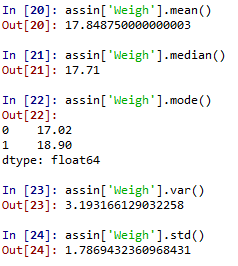 In [20]: assin['Weigh'].mean()
Out[20]: 17.848750000000003
In [21]: assin['Weigh'].median()
Out[21]: 17.71
In [22]: assin['Weigh'].mode()
Out[22]:
0    17.02
1    18.90
dtype: float64
In [23]: assin['Weigh'].var()
Out[23]: 3.193166129032258
In [24]: assin['Weigh'].std()
Out[24]: 1.7869432360968431